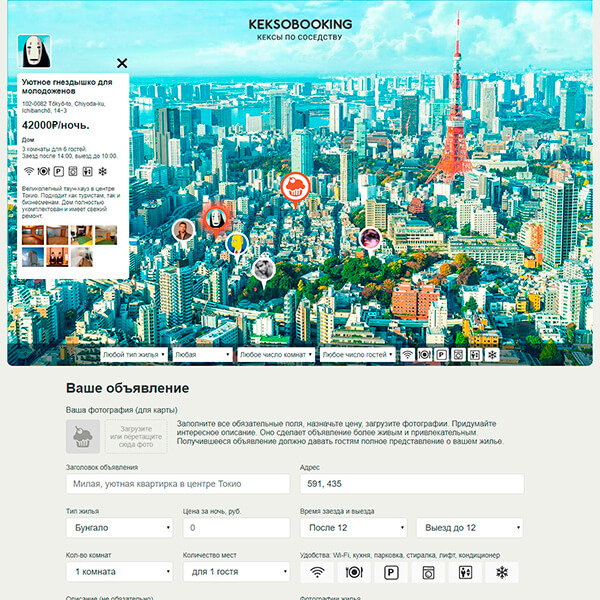 KEKSOBOOKING
КЕКСЫ ПО СОСЕДСТВУ
Уютное гнездышко для
молодоженов
102-0082 Tōkyō-to, Chiyoda-ku,
Ichibanchō, 14−3
42000₽/ночь.
Дом
3 комнаты для 6 гостей.
Заезд после 14:00, выезд до 10:00
P
Великолепный таун-хауз в центре
Токио. Подходит как туристам, так и
бизнесменам. Дом полностью
укомплектован и имеет свежий
ремонт.
Любой тип жилья
Любая
Любое число комнат
Любое число гостей
P
Ваше объявление
Ваша фотография (для карты)
Загрузите
или перетащите
сюда фото
Заполните все обязательные поля, назначьте цену, загрузите фотографии. Придумайте
интересное описание. Оно сделает объявление более живым и привлекательным.
Получившееся объявление должно давать гостям полное представление о вашем жилье.
Заголовок объявления
Адрес
Милая, уютная квартирка в центре Токио
591, 435
Тип жилья
Цена за ночь, руб.
Время заезда и выезда
Бунгало
0
После 12
Выезд до 12
Кол-во комнат
Количество мест
Удобства: Wi-Fi, кухня, парковка, стиралка, лифт, кондиционер
1 комната
для 1 гостя
P
Описание (не обязательно)
Фотографии жилья